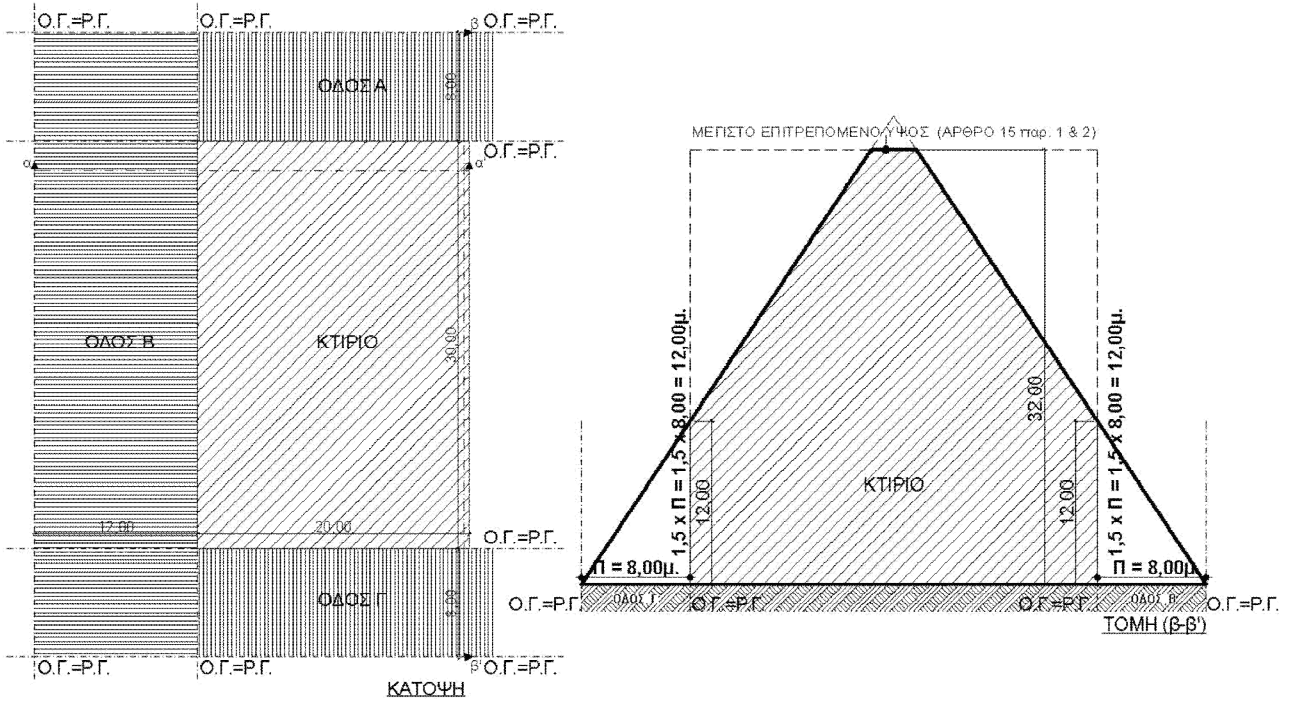 Ο.Γ.=Ρ.Γ. Ο.Γ.=Ρ.Γ. β Ο.Γ.=Ρ.Γ.
ΟΔΟΣ Α
8.00
Ο.Γ.=Ρ.Γ.
α α'
ΟΔΟΣ Β ΚΤΙΡΙΟ
30.00
12.00 20.00
Ο.Γ.=Ρ.Γ.
ΟΔΟΣ Γ
8.00
Ο.Γ.=Ρ.Γ. Ο.Γ.=Ρ.Γ. β' Ο.Γ.=Ρ.Γ.
ΚΑΤΟΨΗ
ΜΕΓΙΣΤΟ ΕΠΙΤΡΕΠΟΜΕΝΟ ΥΨΟΣ (ΑΡΘΡΟ 15 παρ. 1 & 2)
1,5 x Π = 1,5 x 8,00 = 12,00μ.
12.00
ΚΤΙΡΙΟ
32.00
12.00
1,5 x Π = 1,5 x 8,00 = 12,00μ.
Π = 8,00μ. Π = 8,00μ.
Ο.Γ.=Ρ.Γ. ΟΔΟΣ Γ Ο.Γ.=Ρ.Γ. Ο.Γ.=Ρ.Γ. ΟΔΟΣ Β Ο.Γ.=Ρ.Γ.
ΤΟΜΗ (β-β')